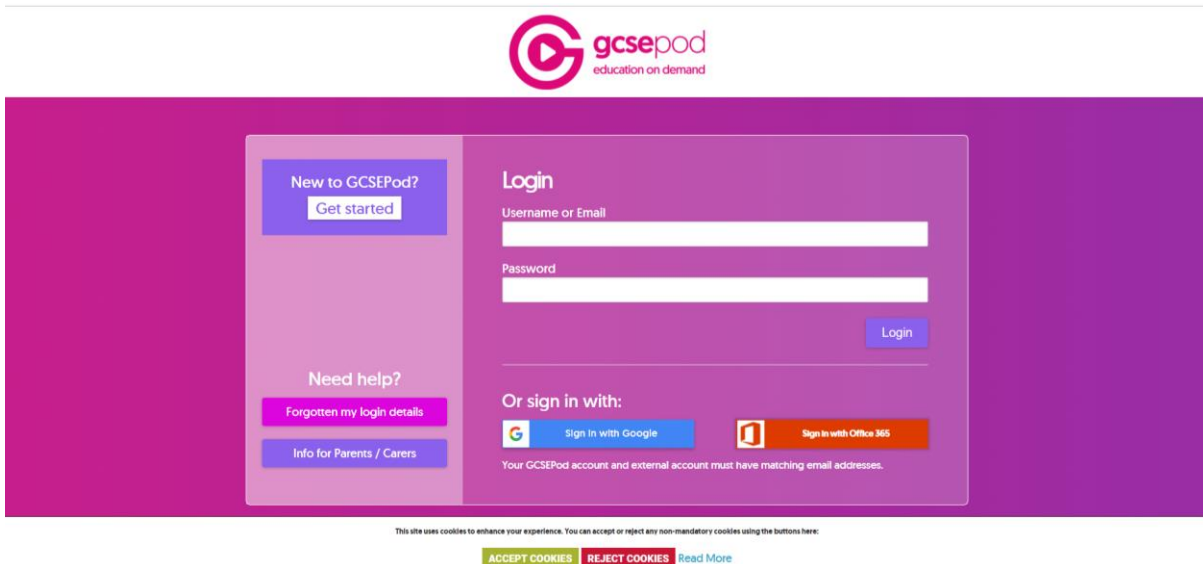 gcsepod
education on demand
New to GCSEPod?
Get started
Need help?
Forgotten my login details
Info for Parents / Carers
Login
Username or Email
Password
Login
Or sign in with:
Sign in with Google
Sign in with Office 365
Your GCSEPod account and external account must have matching email addresses.
This site uses cookies to enhance your experience. You can accept or reject any non-mandatory cookies using the buttons here:
ACCEPT COOKIES REJECT COOKIES Read More